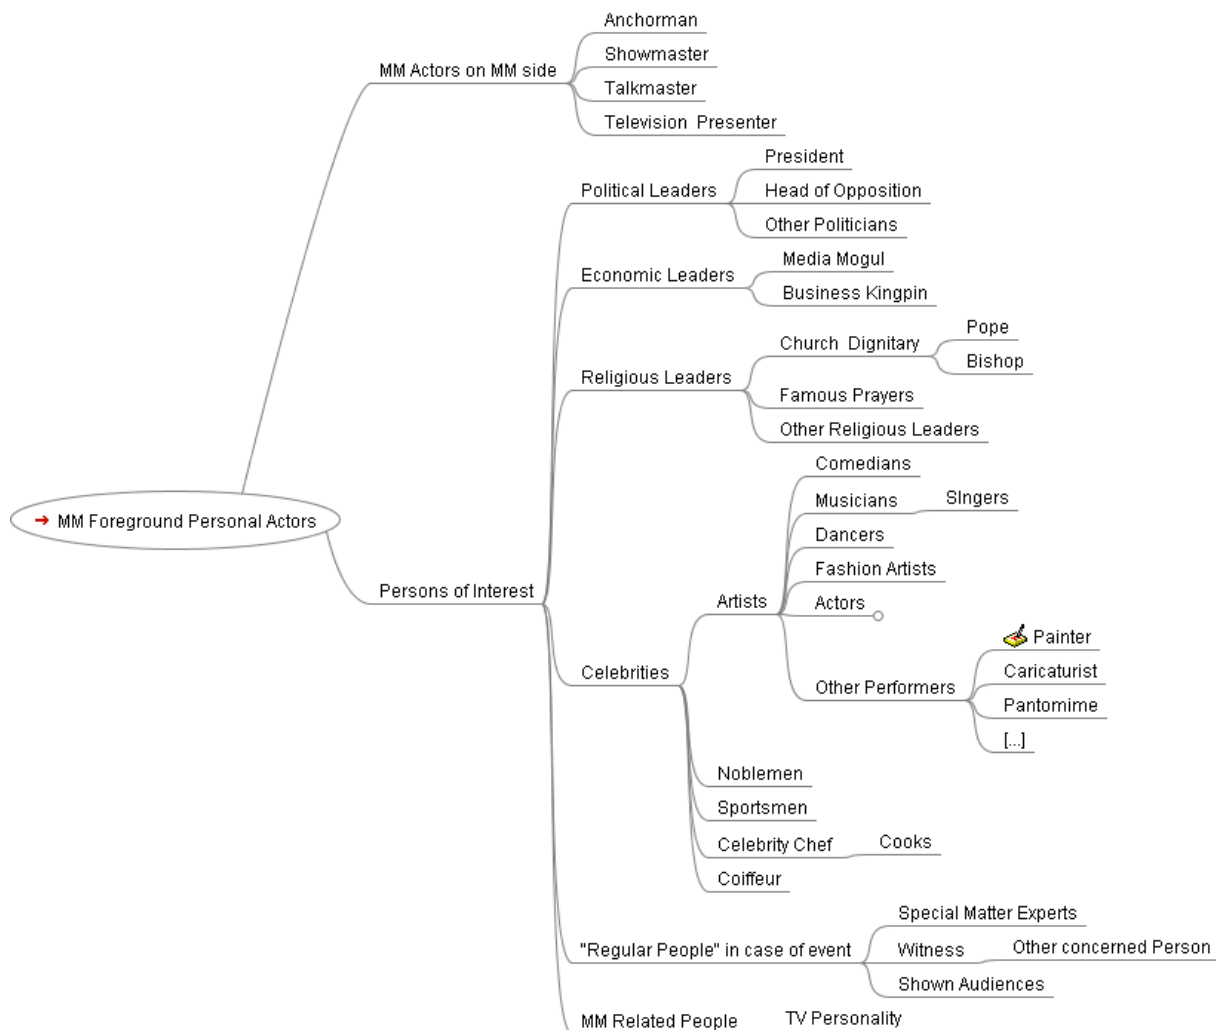 Anchorman
MM Actors on MM side
Showmaster
Talkmaster
Television  Presenter
President
Political Leaders
Head of Opposition
Other Politicians
Media Mogul
Economic Leaders
Business Kingpin
Pope
Church  Dignitary
Bishop
Religious Leaders
Famous Prayers
Other Religious Leaders
Comedians
Musicians
SIngers
Dancers
Fashion Artists
Artists
Actors
MM Foreground Personal Actors
Persons of Interest
Celebrities
Painter
Caricaturist
Other Performers
Pantomime
[...]
Noblemen
Sportsmen
Celebrity Chef
Cooks
Coiffeur
Special Matter Experts
"Regular People" in case of event
Witness
Other concerned Person
Shown Audiences
MM Related People
TV Personality